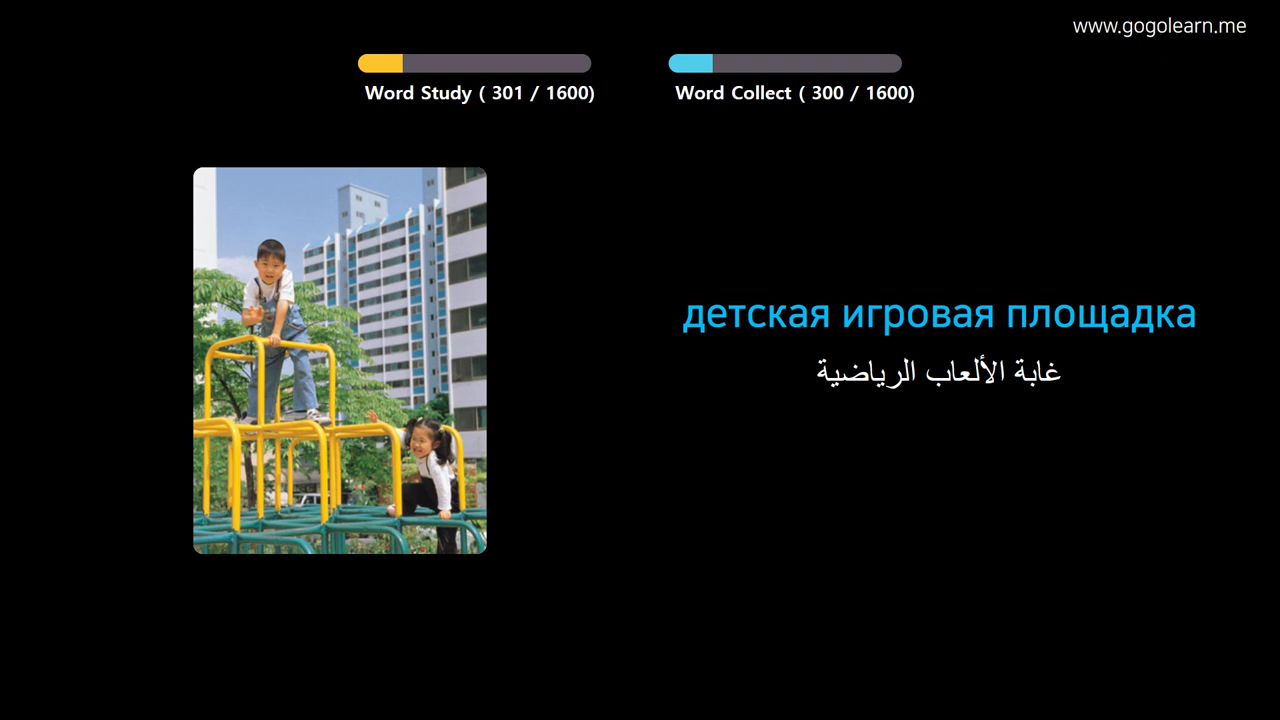 www.gogolearn.me
Word Study ( 301 / 1600)
Word Collect ( 300 / 1600)
детская игровая площадка
غابة الألعاب الرياضية